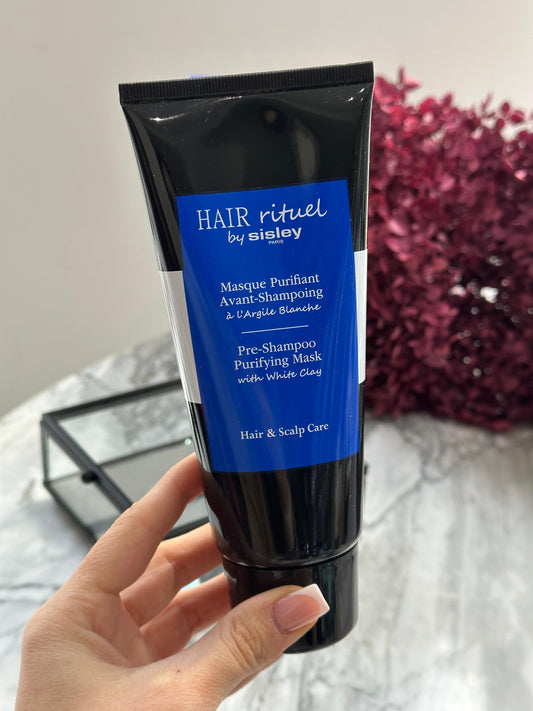 HAIR rituel
by sisley
PARIS
Masque Purifiant
Avant-Shampoing
à l'Argile Blanche
Pre-Shampoo
Purifying Mask
with White Clay
Hair & Scalp Care